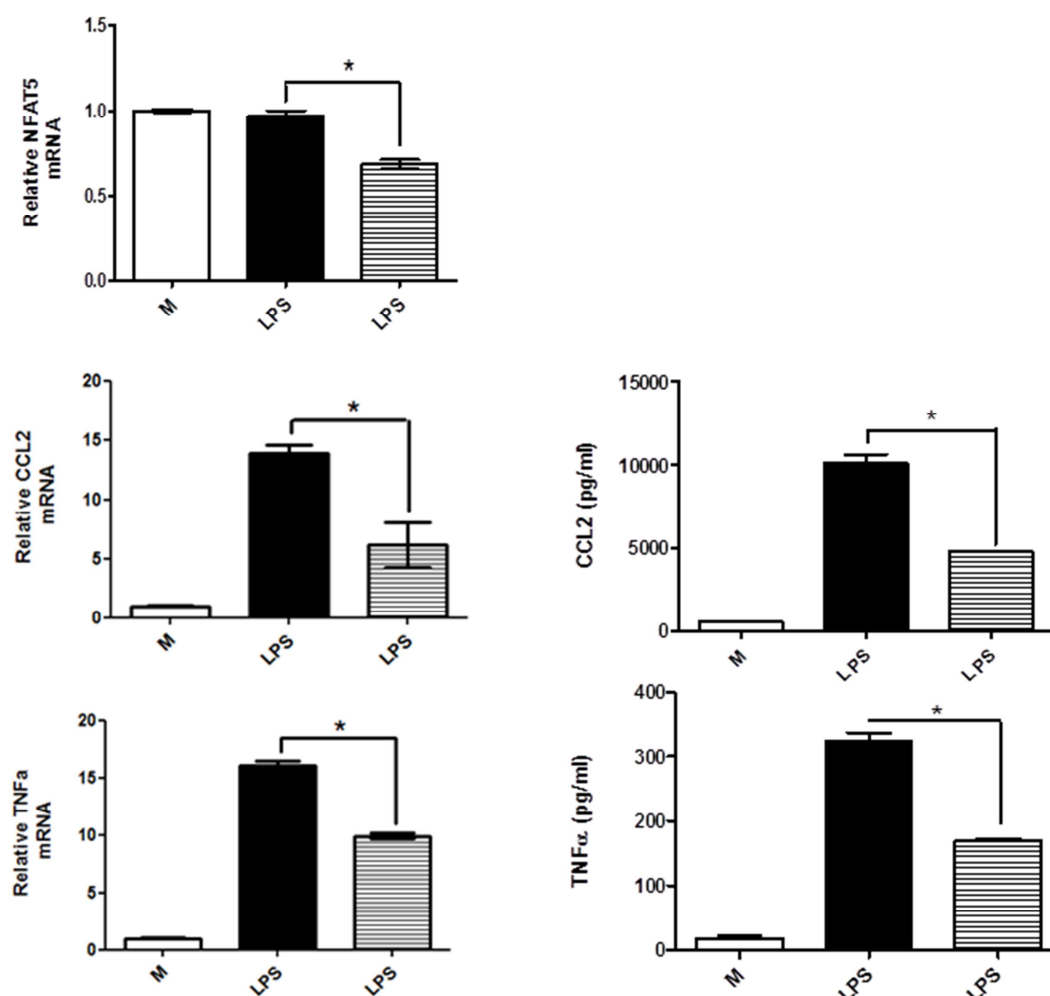 Relative NFAT5
mRNA
1.5
1.0
0.5
0.0
*
M
LPS
LPS
Relative CCL2
mRNA
20
15
10
5
0
*
M
LPS
LPS
CCL2 (pg/ml)
15000
10000
5000
0
*
M
LPS
LPS
Relative TNFa
mRNA
20
15
10
5
0
*
M
LPS
LPS
TNFα (pg/ml)
400
300
200
100
0
*
M
LPS
LPS